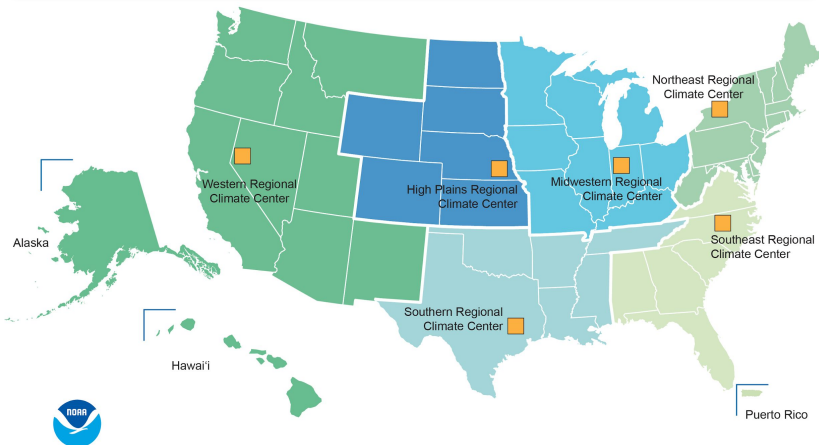 Northeast Regional
Climate Center
Western Regional
Climate Center
High Plains Regional
Climate Center
Midwestern Regional
Climate Center
Alaska
Southeast Regional
Climate Center
Southern Regional
Climate Center
Hawai‘i
Puerto Rico
NOAA